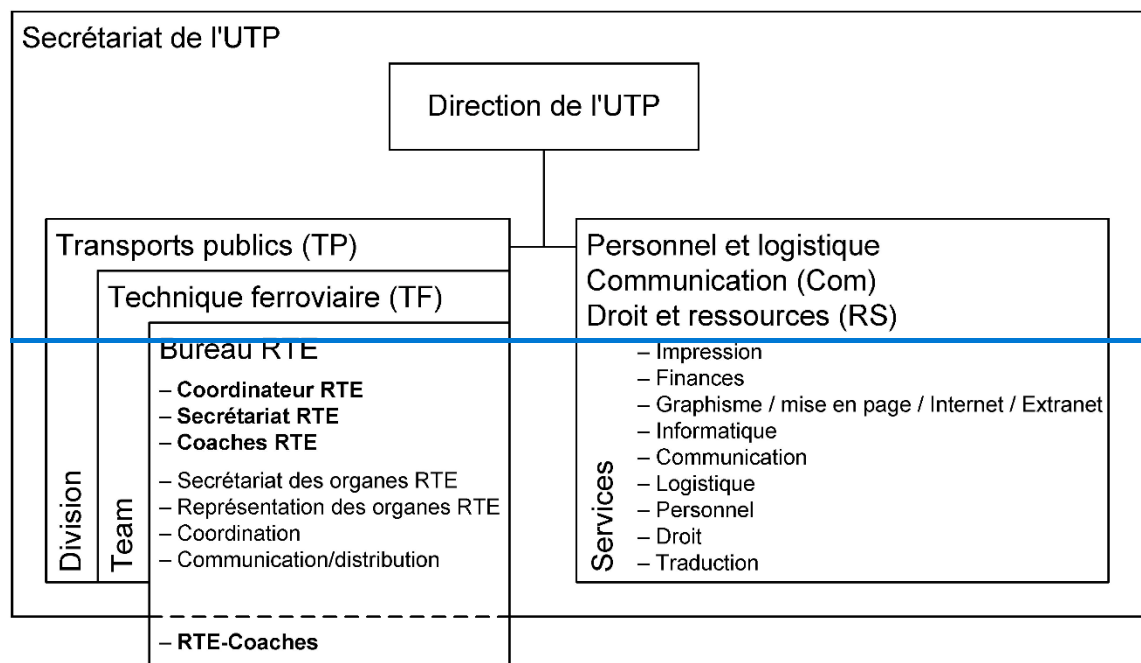 Secrétariat de l'UTP
Direction de l'UTP
Transports publics (TP)
Technique ferroviaire (TF)
Bureau RTE
– Coordinateur RTE
– Secrétariat RTE
– Coaches RTE
– Secrétariat des organes RTE
– Représentation des organes RTE
– Coordination
– Communication/distribution
Division
Team
– RTE-Coaches
Personnel et logistique
Communication (Com)
Droit et ressources (RS)
– Impression
– Finances
– Graphisme / mise en page / Internet / Extranet
– Informatique
– Communication
– Logistique
– Personnel
– Droit
– Traduction
Services